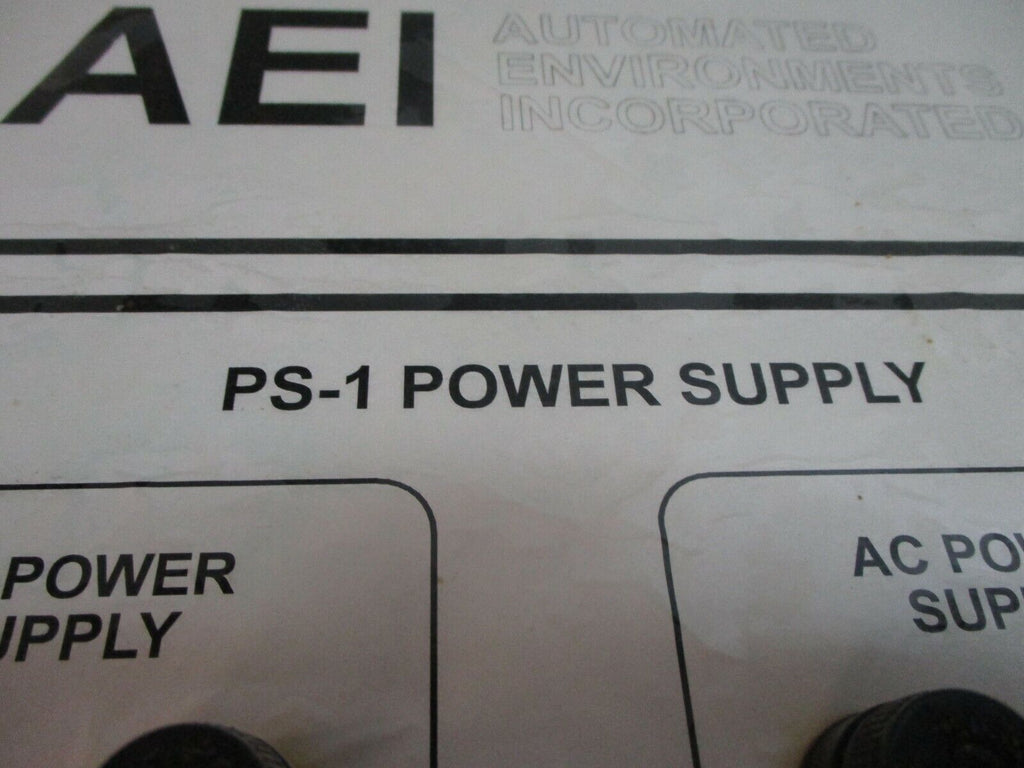 AEI
AUTOMATED
ENVIRONMENTS
INCORPORATED
PS-1 POWER SUPPLY
POWER
UPPLY
AC PO
SUP